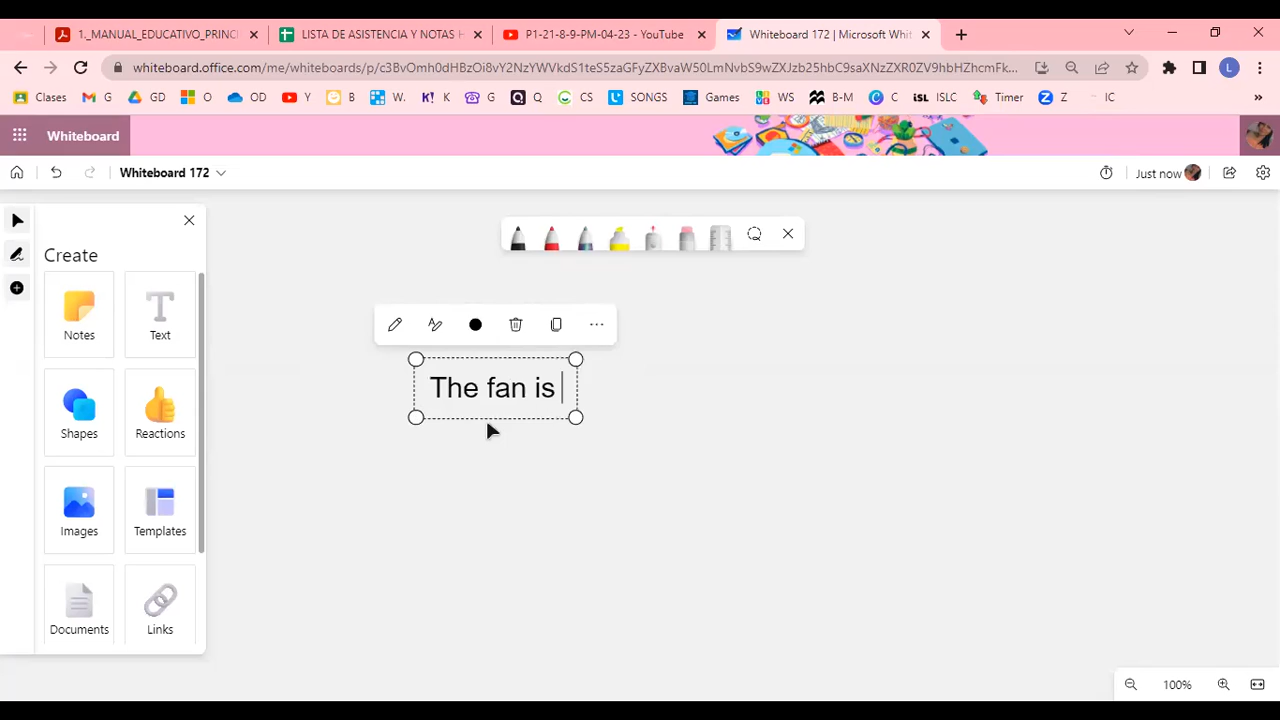 1._MANUAL_EDUCATIVO_PRINC
LISTA DE ASISTENCIA Y NOTAS H
P1-21-8-9-PM-04-23 - YouTube
Whiteboard 172 | Microsoft Whit
whiteboard.office.com/me/whiteboards/p/c3BvOmh0dHBzOi8vY2NzYWVkdS1teS5zaGFyZXBvaW50LmNvbS9wZXJzb25hbC9saXNzZXR0ZV9hbHZhcmFk...
Clases
G
GD
O
OD
Y
B
W.
K!
K
G
Q
CS
SONGS
Games
WS
B-M
C
iSL ISLC
Timer
Z
IC
»
L
Whiteboard
Whiteboard 172
Just now
Create
Notes
Text
Shapes
Reactions
Images
Templates
Documents
Links
The fan is
100%